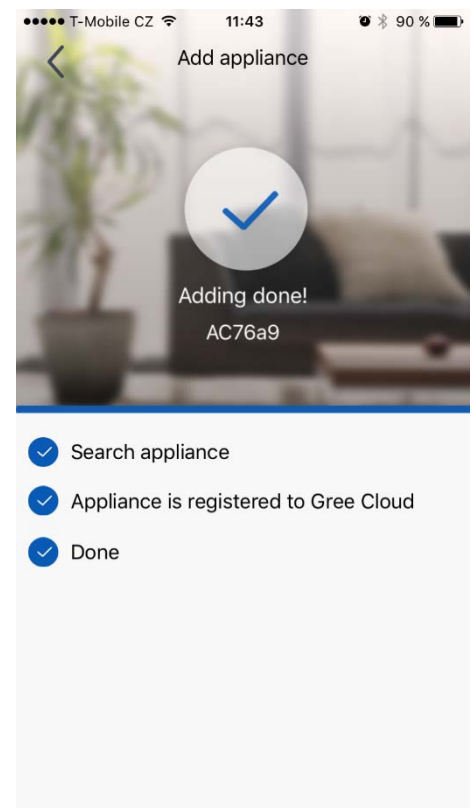 T-Mobile CZ 11:43 90 %
Add appliance
Adding done!
AC76a9
Search appliance
Appliance is registered to Gree Cloud
Done